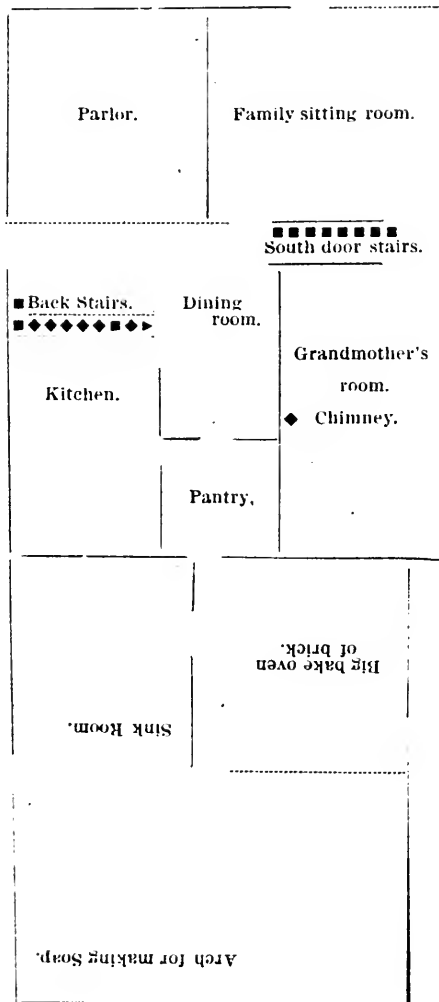 Parlor.
Family sitting room.
South door stairs.
Back Stairs.
Dining
room.
Grandmother's
room.
Kitchen.
Chimney.
Pantry,
Big bake oven
of brick.
Sink Room.
Arch for making Soap.